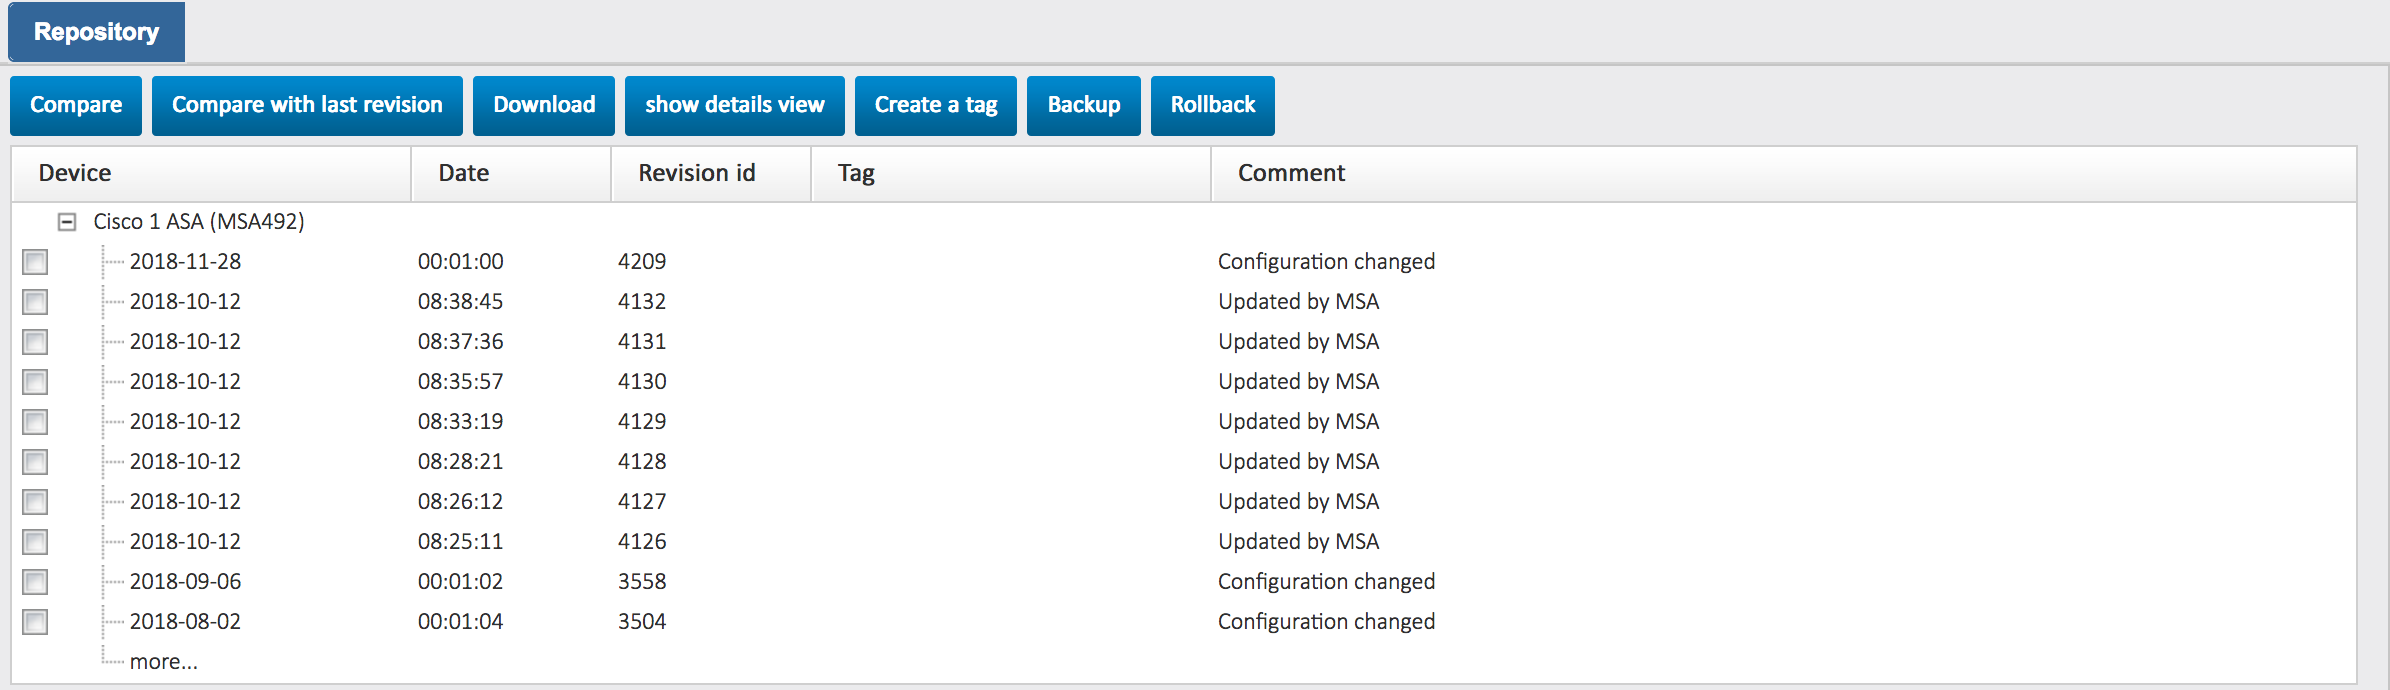 Repository
Compare Compare with last revision Download show details view Create a tag Backup Rollback
Device Date Revision id Tag Comment
Cisco 1 ASA (MSA492)
2018-11-28 00:01:00 4209 Configuration changed
2018-10-12 08:38:45 4132 Updated by MSA
2018-10-12 08:37:36 4131 Updated by MSA
2018-10-12 08:35:57 4130 Updated by MSA
2018-10-12 08:33:19 4129 Updated by MSA
2018-10-12 08:28:21 4128 Updated by MSA
2018-10-12 08:26:12 4127 Updated by MSA
2018-10-12 08:25:11 4126 Updated by MSA
2018-09-06 00:01:02 3558 Configuration changed
2018-08-02 00:01:04 3504 Configuration changed
more...